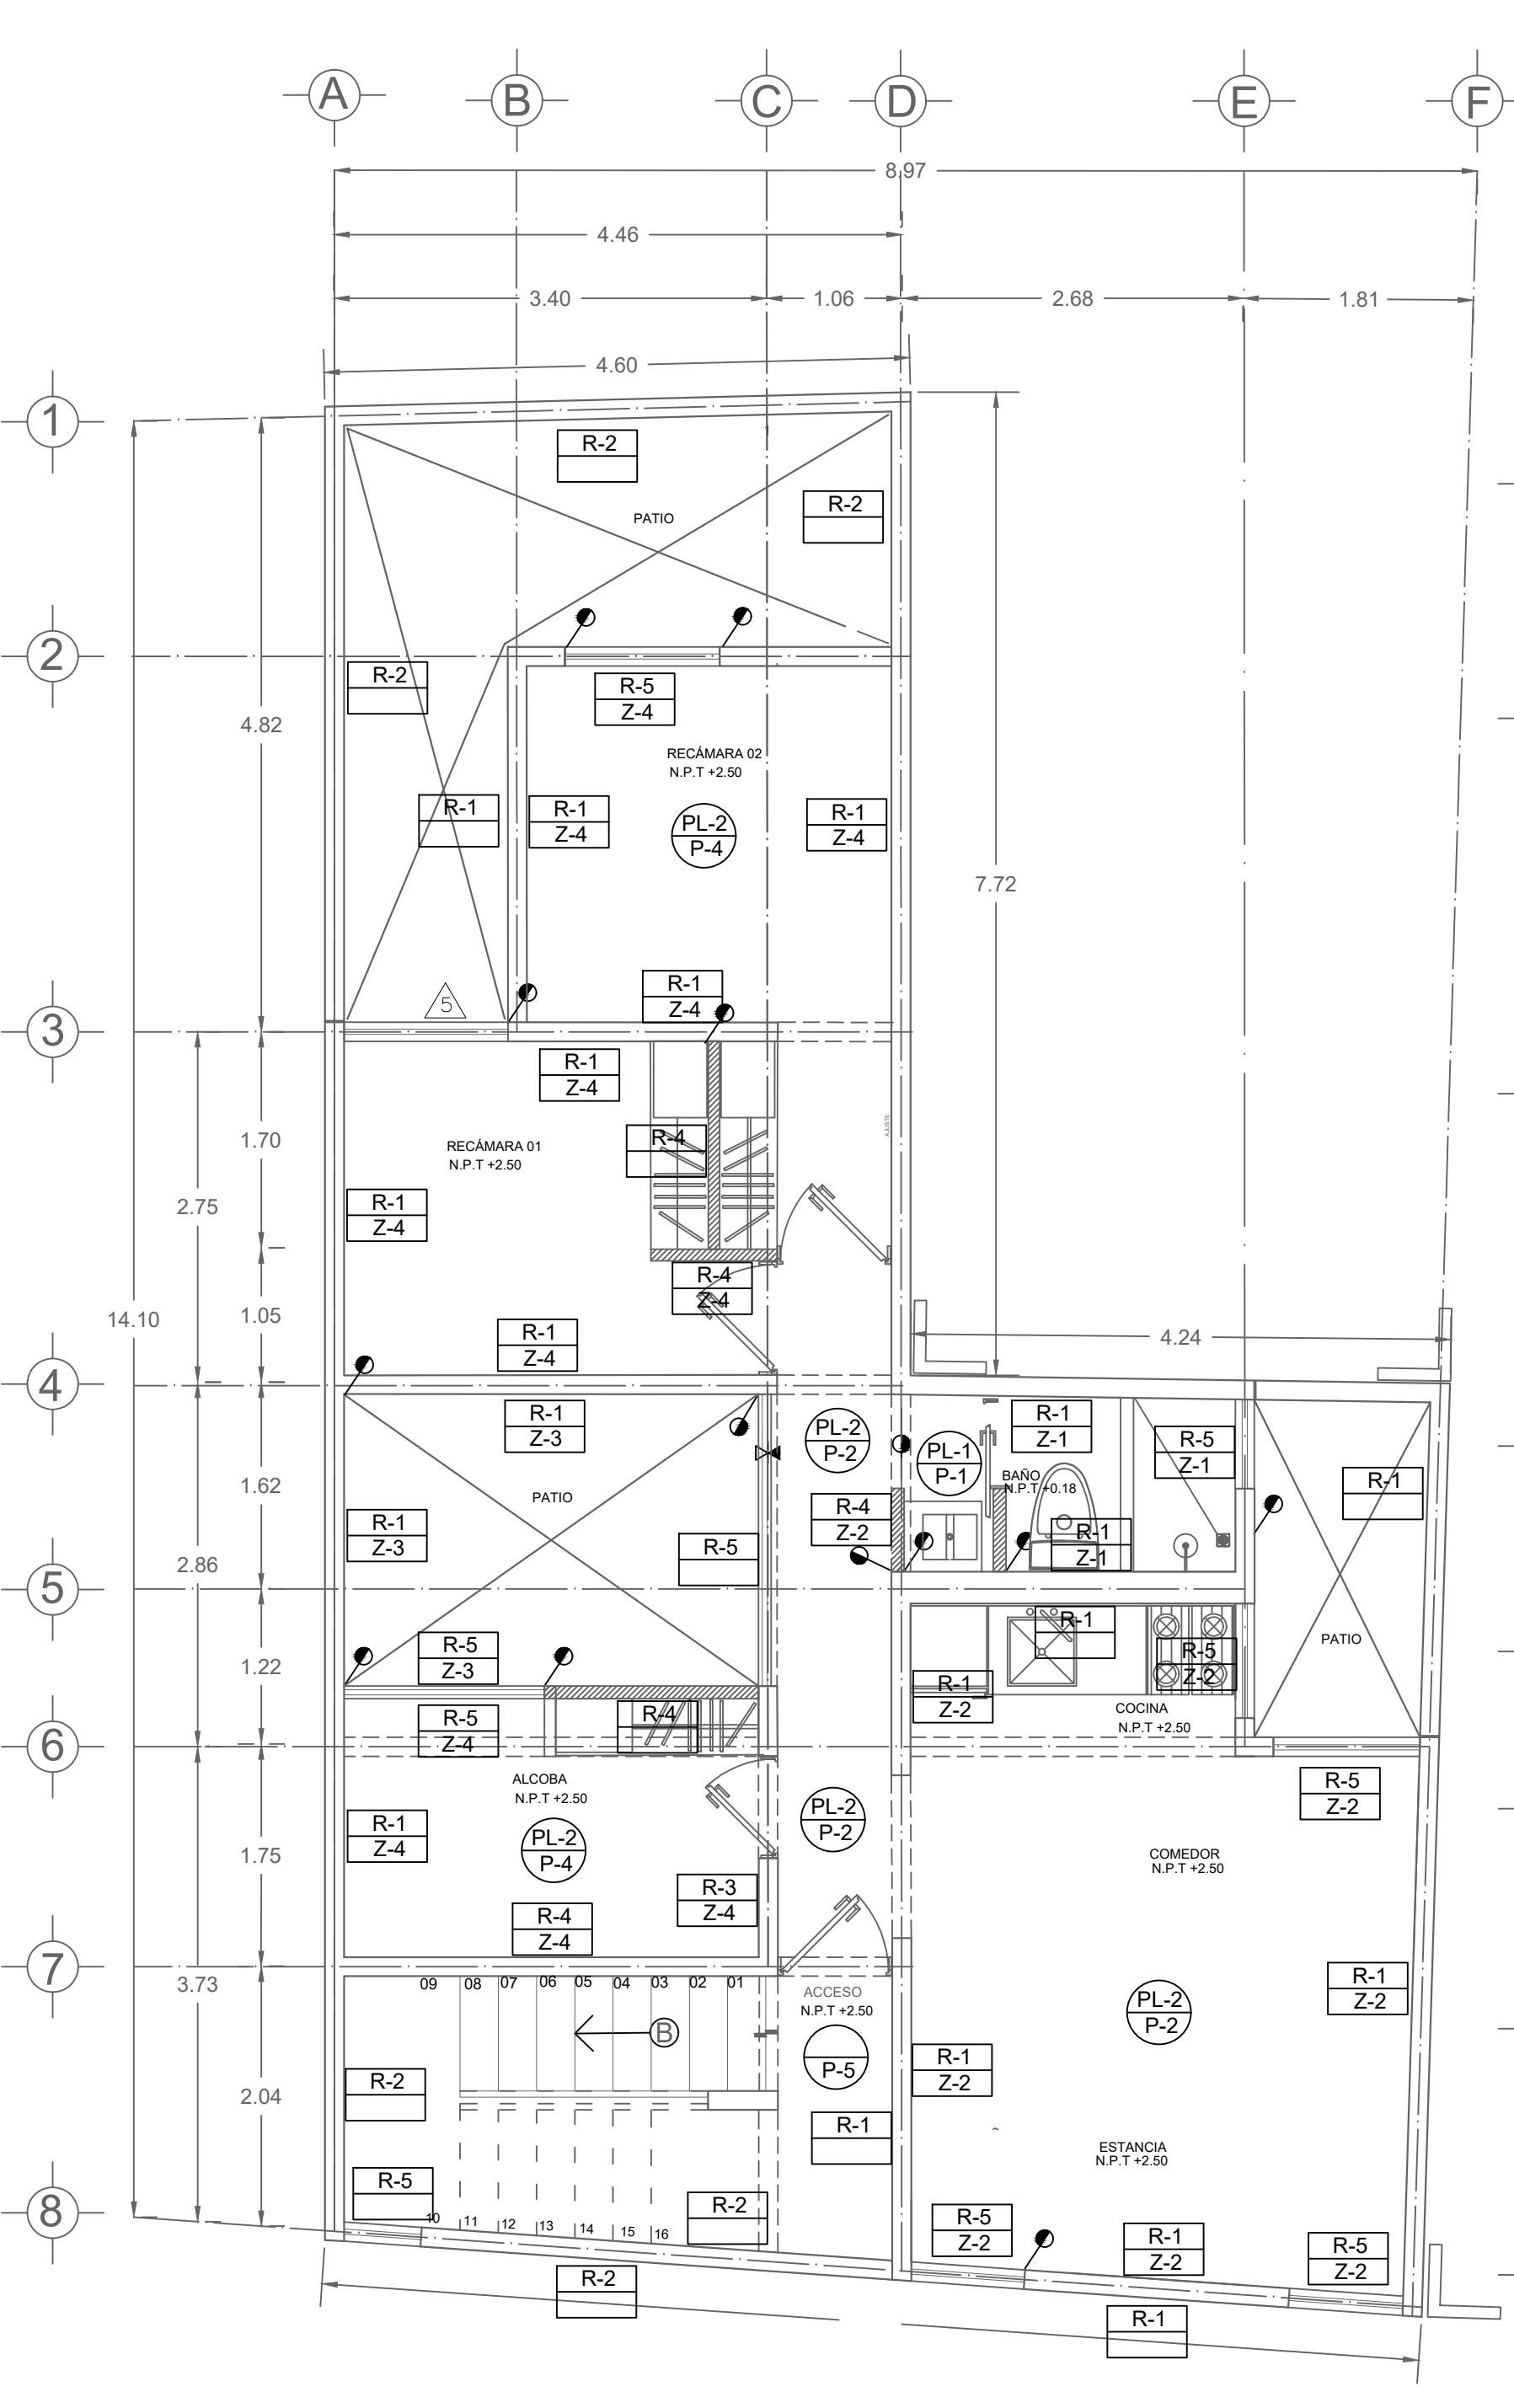 A
B
C
D
E
F
8.97
4.46
3.40
1.06
2.68
1.81
4.60
1
R-2
R-2
PATIO
2
R-2
R-5
Z-4
4.82
RECÁMARA 02
N.P.T +2.50
R-1
R-1
Z-4
PL-2
P-4
R-1
Z-4
7.72
5
R-1
Z-4
3
R-1
Z-4
1.70
RECÁMARA 01
N.P.T +2.50
R-4
AJUSTE
2.75
R-1
Z-4
R-4
Z-4
14.10
1.05
R-1
Z-4
4.24
4
R-1
Z-3
PL-2
P-2
PL-1
P-1
R-1
Z-1
R-5
Z-1
BAÑO
N.P.T +0.18
R-1
1.62
PATIO
R-1
Z-3
R-5
R-4
Z-2
R-1
Z-1
2.86
5
1.22
R-5
Z-3
R-1
R-5
Z-2
PATIO
R-1
Z-2
COCINA
N.P.T +2.50
R-5
Z-4
R-4
6
ALCOBA
N.P.T +2.50
R-5
Z-2
R-1
Z-4
PL-2
P-4
PL-2
P-2
1.75
COMEDOR
N.P.T +2.50
R-3
Z-4
R-4
Z-4
7
3.73
09
08
07
06
05
04
03
02
01
ACCESO
N.P.T +2.50
R-1
Z-2
PL-2
P-2
B
P-5
R-1
Z-2
R-2
2.04
R-1
ESTANCIA
N.P.T +2.50
R-5
R-2
8
10
11
12
13
14
15
16
R-5
Z-2
R-1
Z-2
R-5
Z-2
R-2
R-1